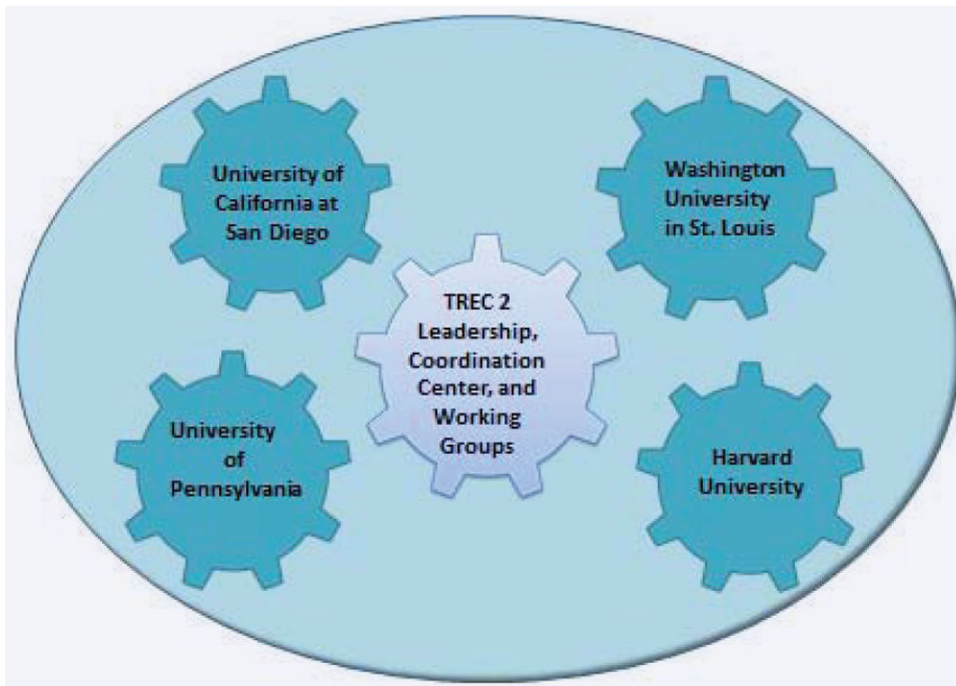 University of
California at
San Diego
Washington
University
in St. Louis
TREC 2
Leadership,
Coordination
Center, and
Working
Groups
University
of
Pennsylvania
Harvard
University